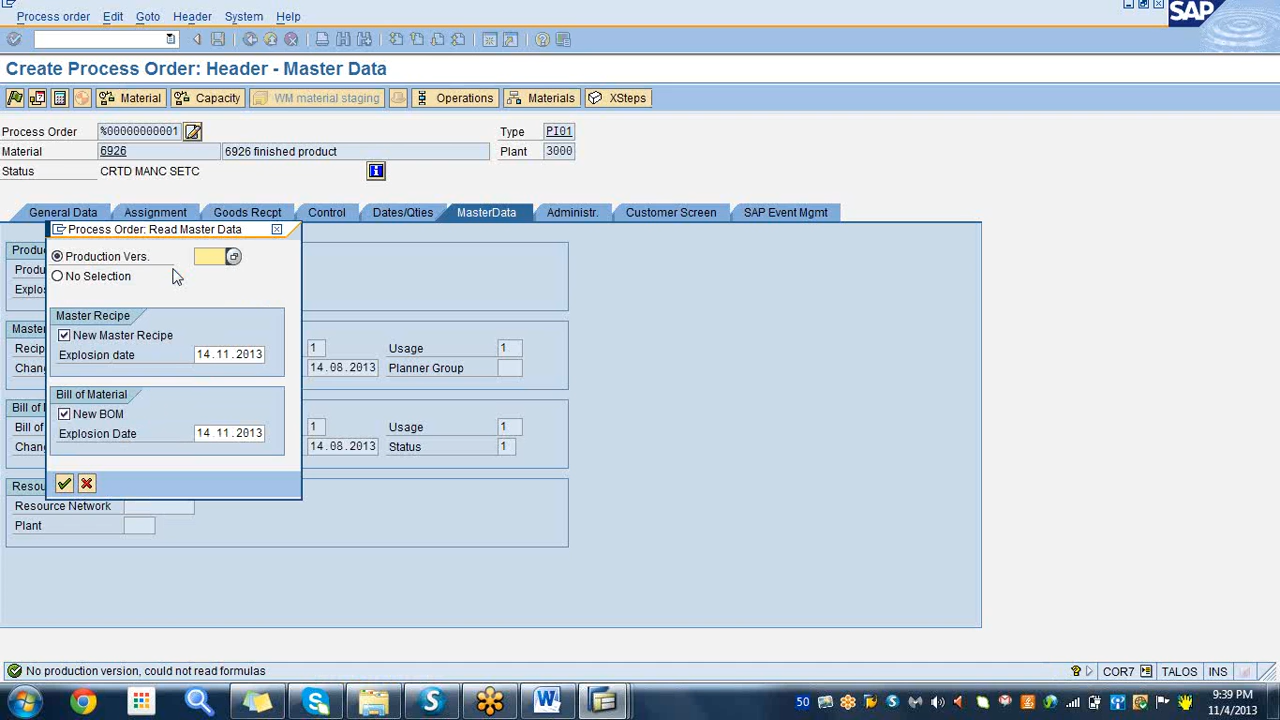 Process order Edit Goto Header System Help
SAP
Create Process Order: Header - Master Data
Material Capacity WM material staging Operations Materials XSteps
Process Order %00000000001 Type PI01
Material 6926 6926 finished product Plant 3000
Status CRTD MANC SETC
General Data Assignment Goods Recpt Control Dates/Qties MasterData Administr. Customer Screen SAP Event Mgmt
Process Order: Read Master Data
Production Vers.
No Selection
Master Recipe
New Master Recipe
Explosion date 14.11.2013
Bill of Material
New BOM
Explosion Date 14.11.2013
1 Usage 1
14.08.2013 Planner Group
Bill of
1 Usage 1
14.08.2013 Status 1
Resource Network
Plant
No production version, could not read formulas
COR7 TALOS INS
50
9:39 PM
11/4/2013